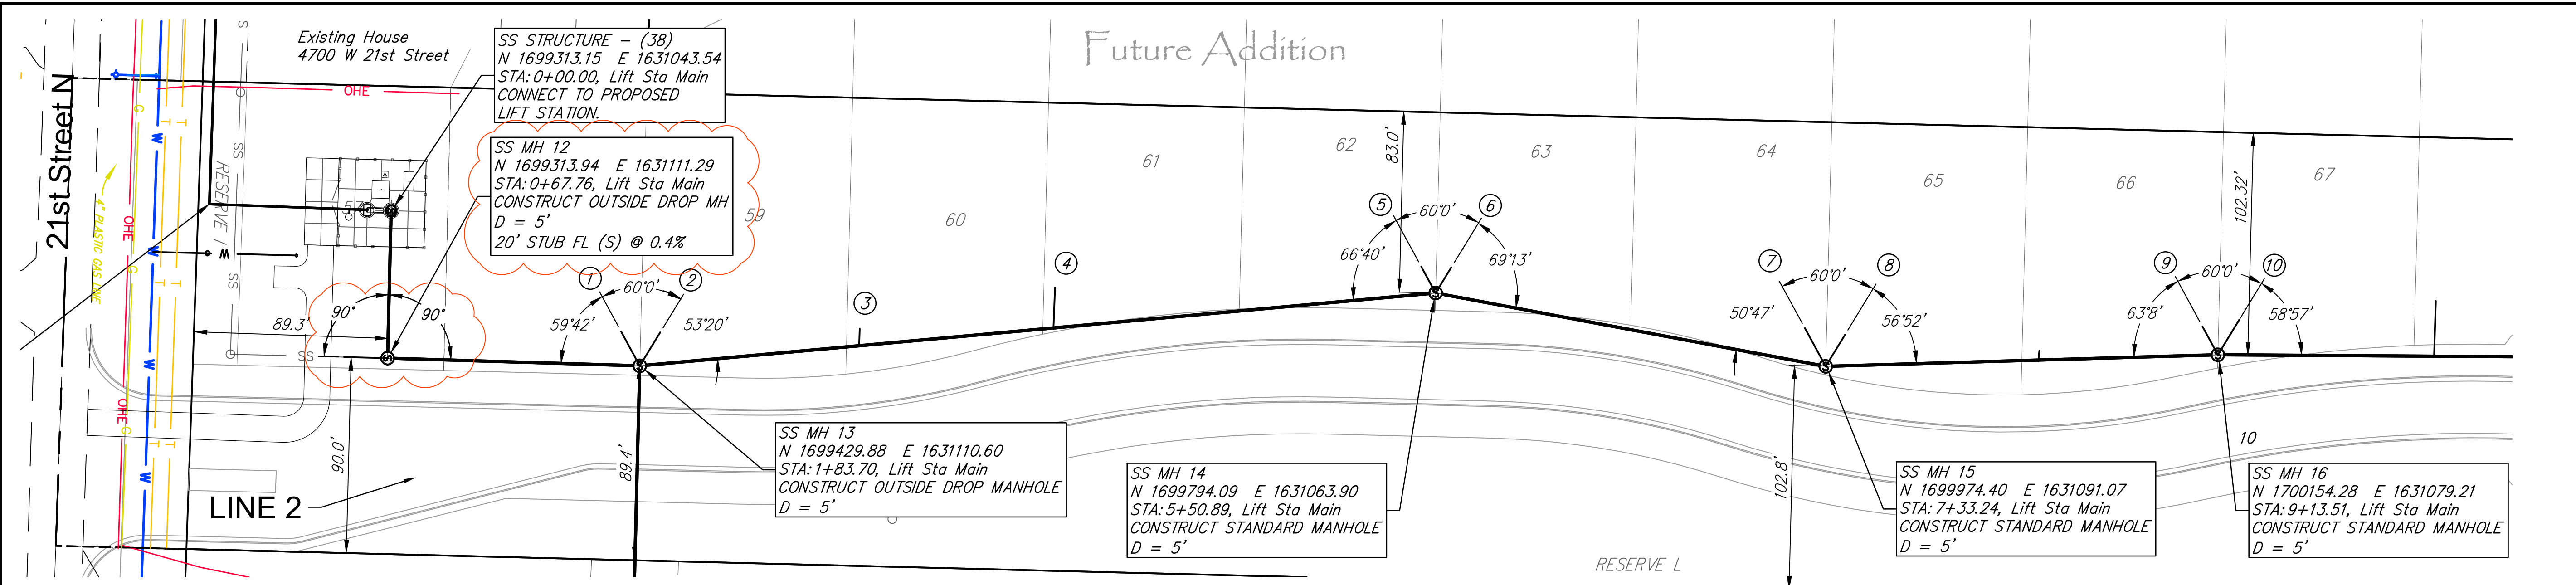 Future Addition
Existing House
4700 W 21st Street
SS STRUCTURE - (38)
N 1699313.15 E 1631043.54
STA: 0+00.00, Lift Sta Main
CONNECT TO PROPOSED
LIFT STATION.
SS MH 12
N 1699313.94 E 1631111.29
STA: 0+67.76, Lift Sta Main
CONSTRUCT OUTSIDE DROP MH
D = 5'
20' STUB FL (S) @ 0.4%
21st Street N
4" PLASTIC GAS LINE
RESERVE I
OHE
OHE
OHE
G
G
G
G
T
T
T
T
T
T
T
T
W
W
W
W
W
W
SS
SS
SS
SS
S
S
59
60
61
62
63
64
65
66
67
83.0'
102.32'
89.3'
90°
90°
1
60°0'
2
59°42'
53°20'
3
4
5
60°0'
6
66°40'
69°13'
7
60°0'
8
50°47'
56°52'
9
60°0'
10
63°8'
58°57'
S
S
S
S
S
90.0'
89.4'
102.8'
10
LINE 2
SS MH 13
N 1699429.88 E 1631110.60
STA: 1+83.70, Lift Sta Main
CONSTRUCT OUTSIDE DROP MANHOLE
D = 5'
SS MH 14
N 1699794.09 E 1631063.90
STA: 5+50.89, Lift Sta Main
CONSTRUCT STANDARD MANHOLE
D = 5'
SS MH 15
N 1699974.40 E 1631091.07
STA: 7+33.24, Lift Sta Main
CONSTRUCT STANDARD MANHOLE
D = 5'
SS MH 16
N 1700154.28 E 1631079.21
STA: 9+13.51, Lift Sta Main
CONSTRUCT STANDARD MANHOLE
D = 5'
RESERVE L